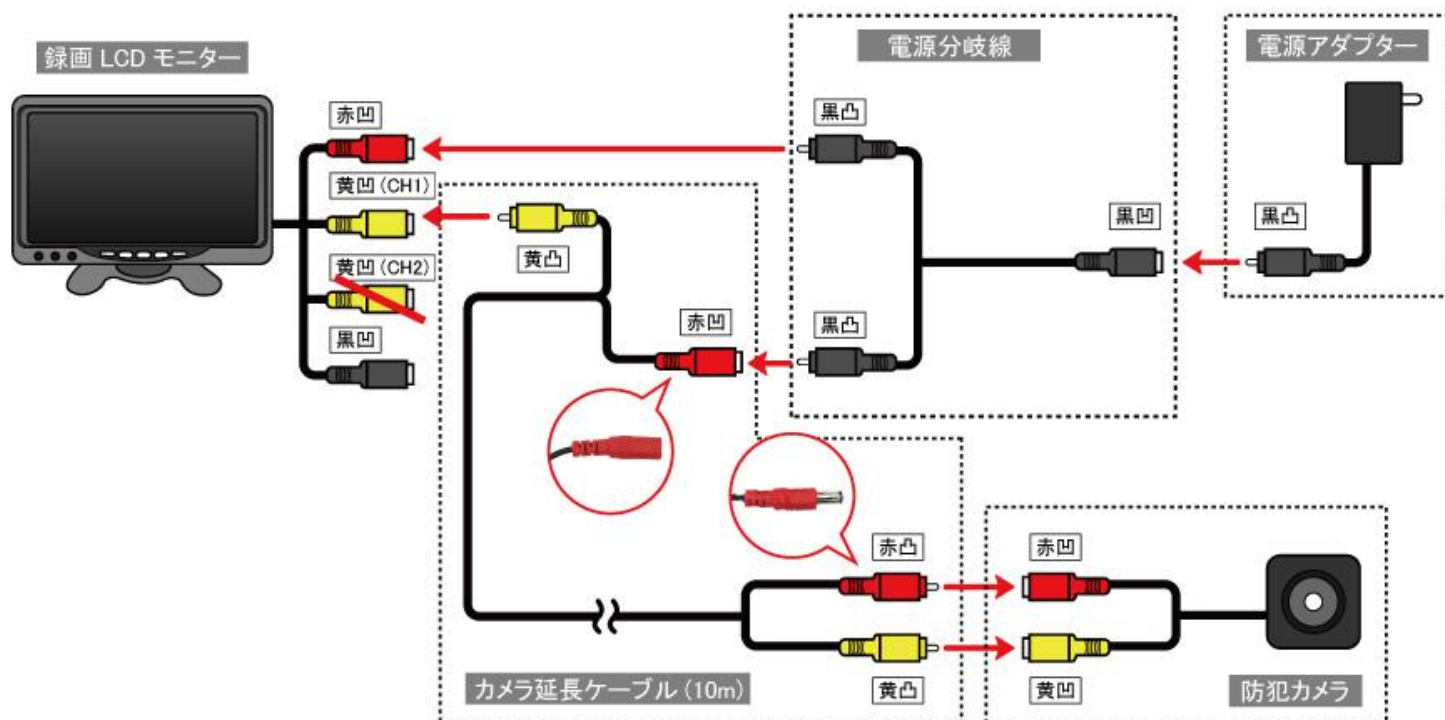 録画 LCD モニター
電源分岐線
電源アダプター
赤凹
黒凸
黄凹 (CH1)
黒凹
黒凸
黄凸
黄凹 (CH2)
赤凹
黒凸
黒凹
赤凸
赤凹
カメラ延長ケーブル (10m)
黄凸
黄凹
防犯カメラ